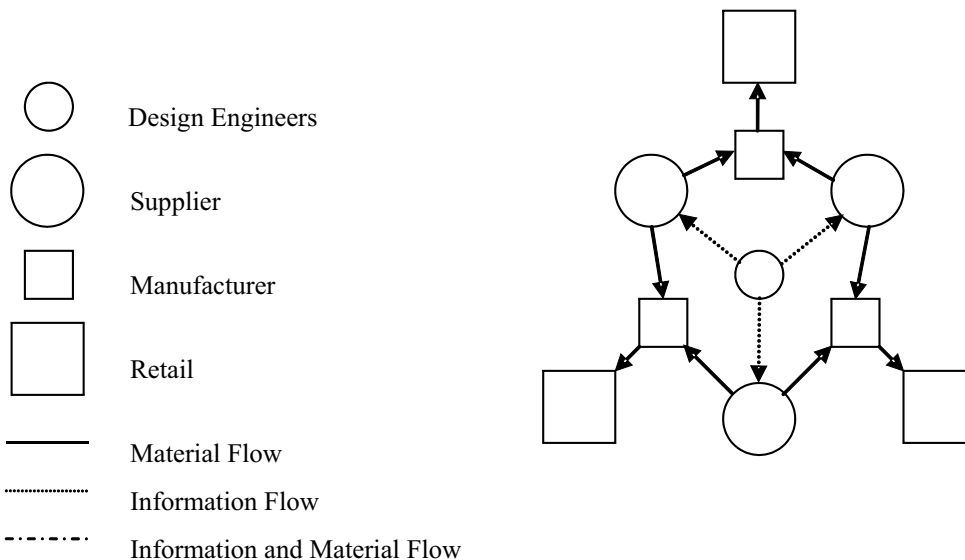 Design Engineers
Supplier
Manufacturer
Retail
Material Flow
Information Flow
Information and Material Flow